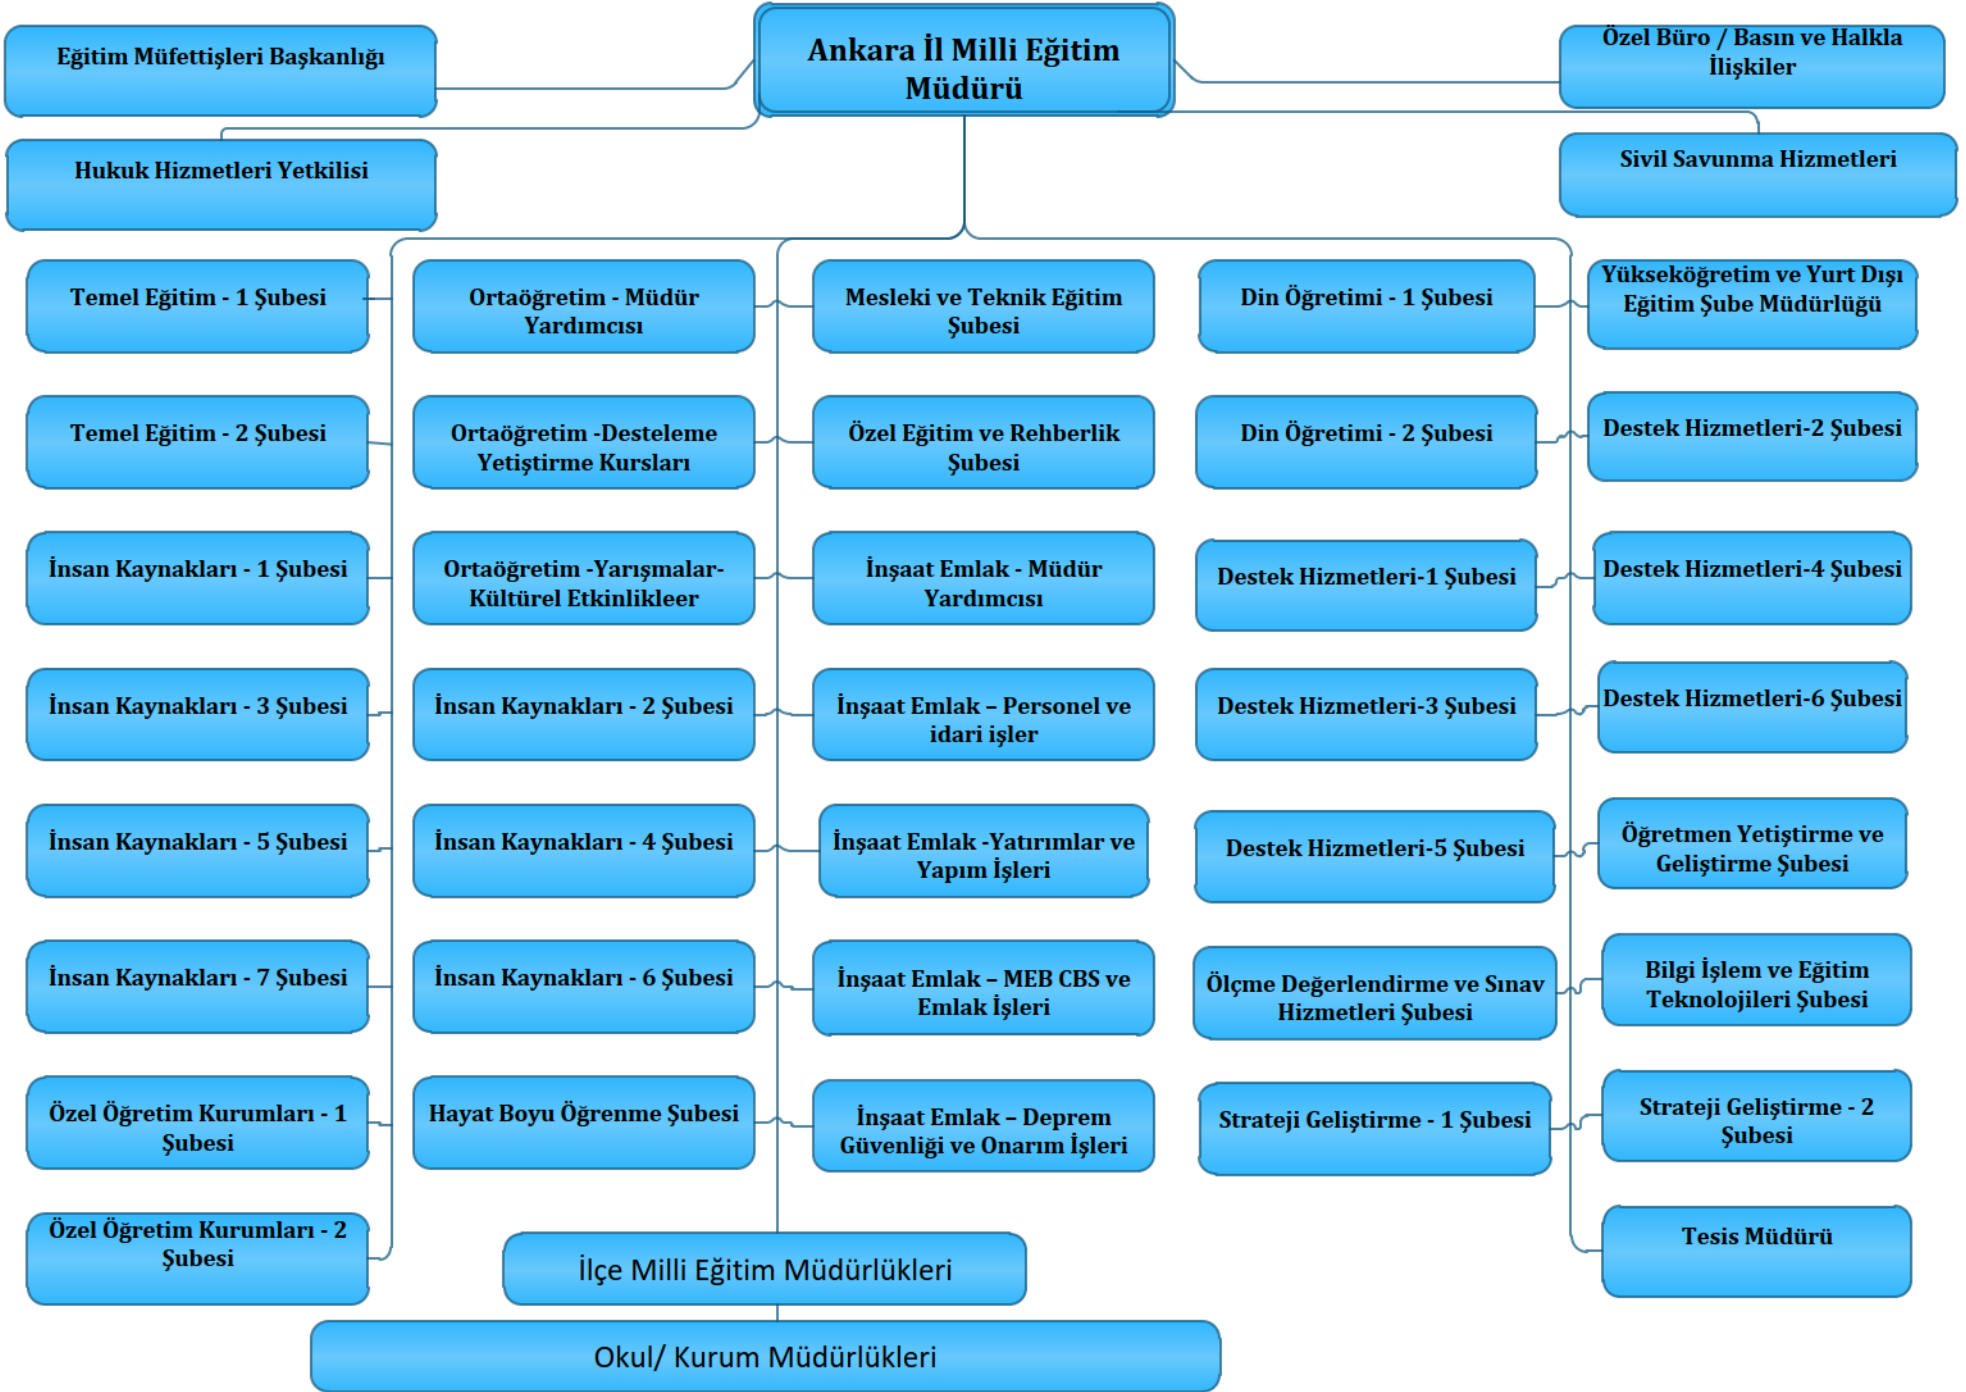 Eğitim Müfettişleri Başkanlığı
Ankara İl Milli Eğitim
Müdürü
Özel Büro / Basın ve Halkla
İlişkiler
Hukuk Hizmetleri Yetkilisi
Sivil Savunma Hizmetleri
Temel Eğitim - 1 Şubesi
Ortaöğretim - Müdür
Yardımcısı
Mesleki ve Teknik Eğitim
Şubesi
Din Öğretimi - 1 Şubesi
Yükseköğretim ve Yurt Dışı
Eğitim Şube Müdürlüğü
Temel Eğitim - 2 Şubesi
Ortaöğretim -Desteleme
Yetiştirme Kursları
Özel Eğitim ve Rehberlik
Şubesi
Din Öğretimi - 2 Şubesi
Destek Hizmetleri-2 Şubesi
İnsan Kaynakları - 1 Şubesi
Ortaöğretim -Yarışmalar-
Kültürel Etkinlikleer
İnşaat Emlak - Müdür
Yardımcısı
Destek Hizmetleri-1 Şubesi
Destek Hizmetleri-4 Şubesi
İnsan Kaynakları - 3 Şubesi
İnsan Kaynakları - 2 Şubesi
İnşaat Emlak – Personel ve
idari işler
Destek Hizmetleri-3 Şubesi
Destek Hizmetleri-6 Şubesi
İnsan Kaynakları - 5 Şubesi
İnsan Kaynakları - 4 Şubesi
İnşaat Emlak -Yatırımlar ve
Yapım İşleri
Destek Hizmetleri-5 Şubesi
Öğretmen Yetiştirme ve
Geliştirme Şubesi
İnsan Kaynakları - 7 Şubesi
İnsan Kaynakları - 6 Şubesi
İnşaat Emlak – MEB CBS ve
Emlak İşleri
Ölçme Değerlendirme ve Sınav
Hizmetleri Şubesi
Bilgi İşlem ve Eğitim
Teknolojileri Şubesi
Özel Öğretim Kurumları - 1
Şubesi
Hayat Boyu Öğrenme Şubesi
İnşaat Emlak – Deprem
Güvenliği ve Onarım İşleri
Strateji Geliştirme - 1 Şubesi
Strateji Geliştirme - 2
Şubesi
Özel Öğretim Kurumları - 2
Şubesi
Tesis Müdürü
İlçe Milli Eğitim Müdürlükleri
Okul/ Kurum Müdürlükleri